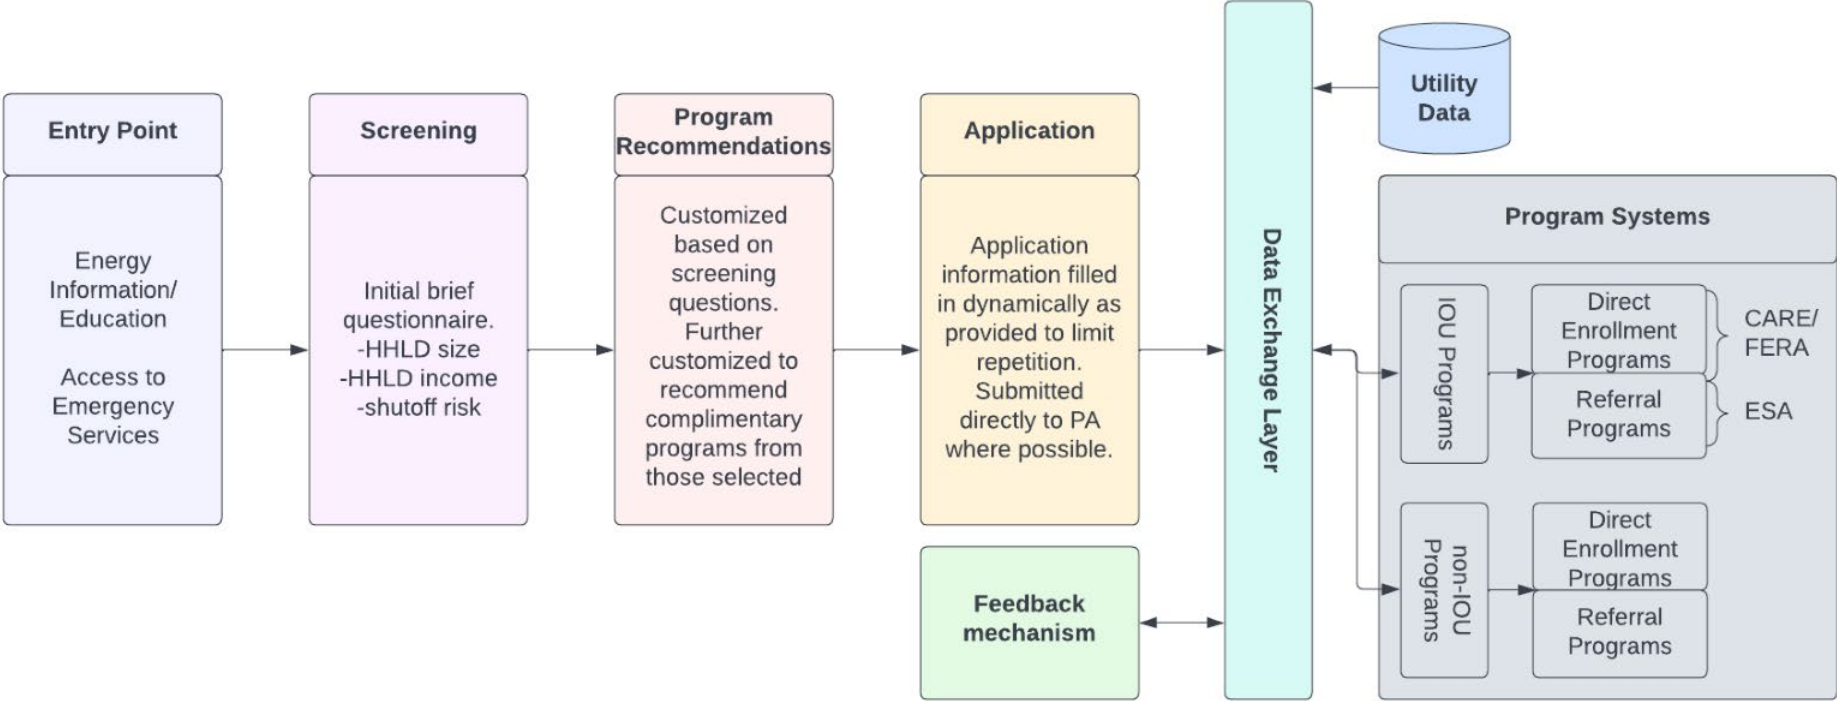 Entry Point
Energy
Information/
Education
Access to
Emergency
Services
Screening
Initial brief
questionnaire.
-HHLD size
-HHLD income
-shutoff risk
Program
Recommendations
Customized
based on
screening
questions.
Further
customized to
recommend
complimentary
programs from
those selected
Application
Application
information filled
in dynamically as
provided to limit
repetition.
Submitted
directly to PA
where possible.
Feedback
mechanism
Data Exchange Layer
Utility
Data
Program Systems
IOU Programs
Direct
Enrollment
Programs
Referral
Programs
CARE/
FERA
ESA
non-IOU
Programs
Direct
Enrollment
Programs
Referral
Programs